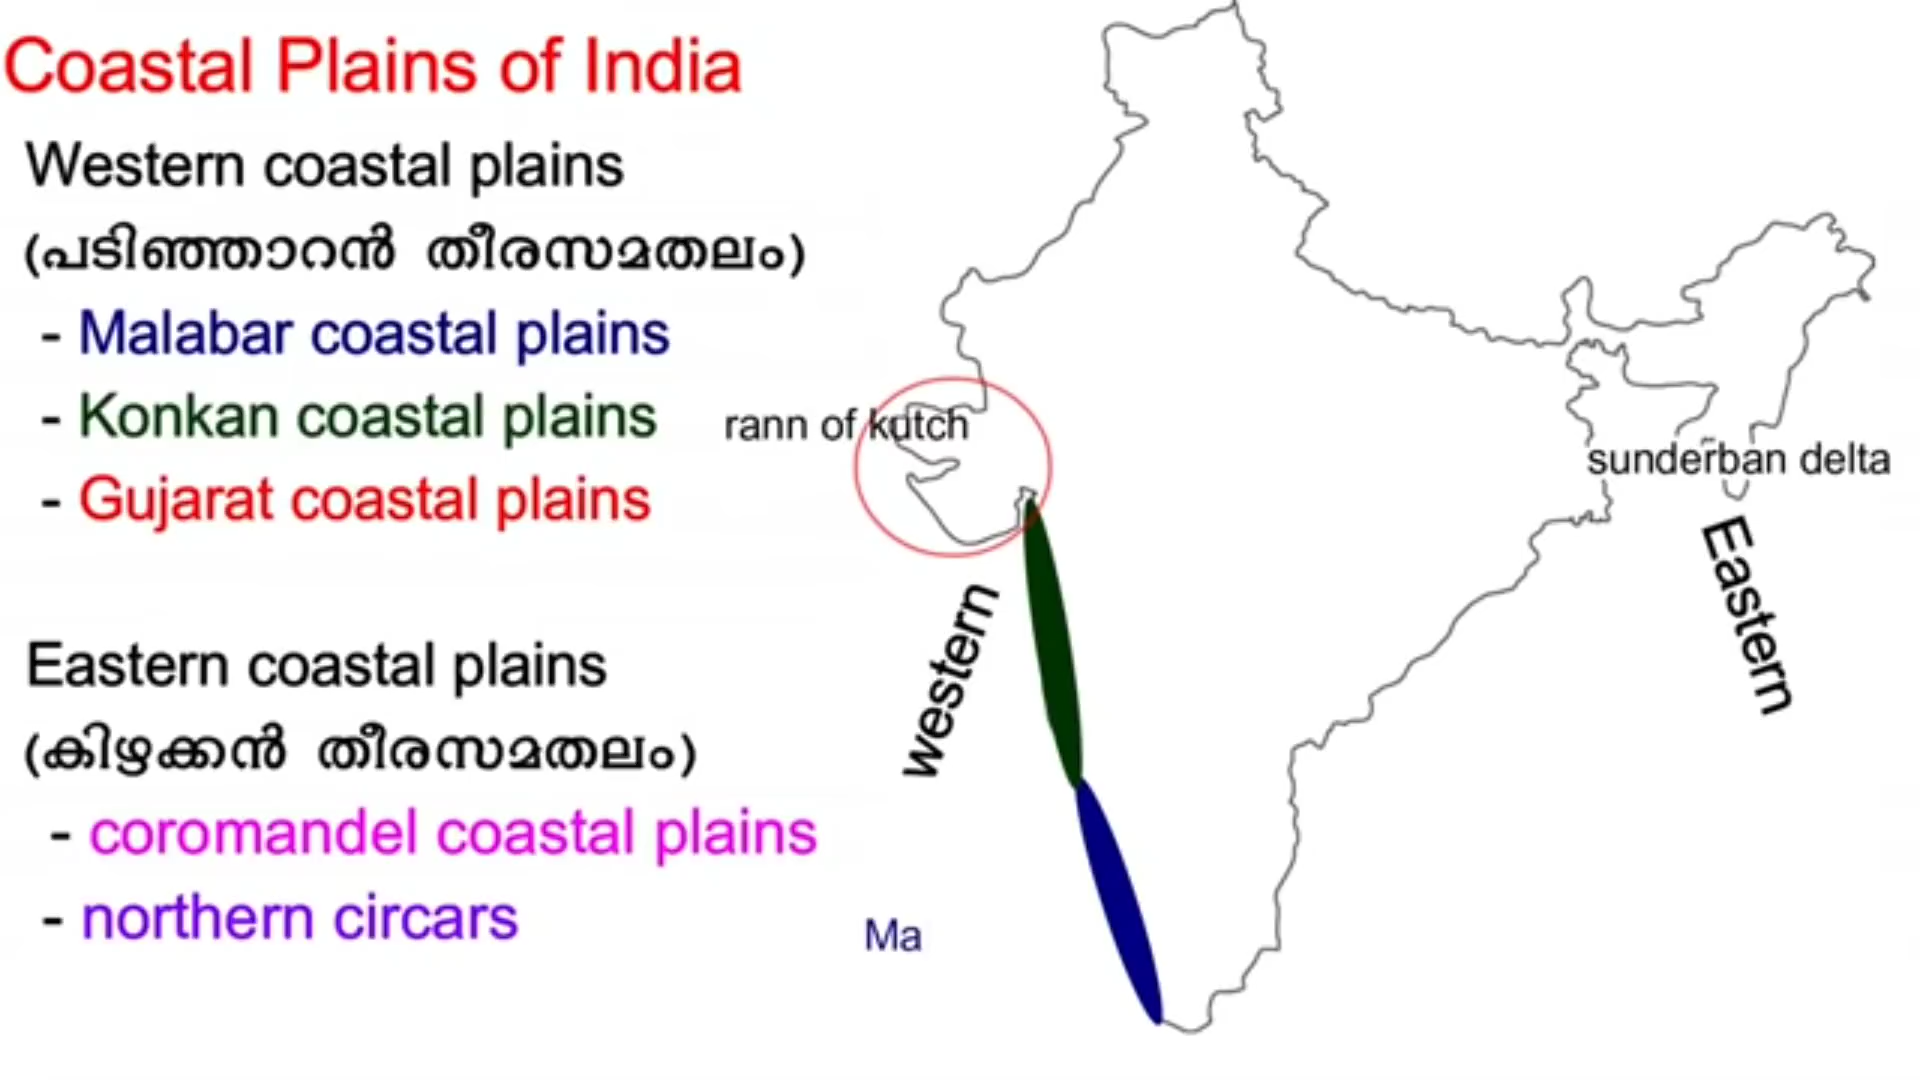 Coastal Plains of India
Western coastal plains
(പടിഞ്ഞാറൻ തീരസമതലം)
- Malabar coastal plains
- Konkan coastal plains
- Gujarat coastal plains
Eastern coastal plains
(കിഴക്കൻ തീരസമതലം)
- coromandel coastal plains
- northern circars
rann of kutch
sunderban delta
western
Eastern
Ma